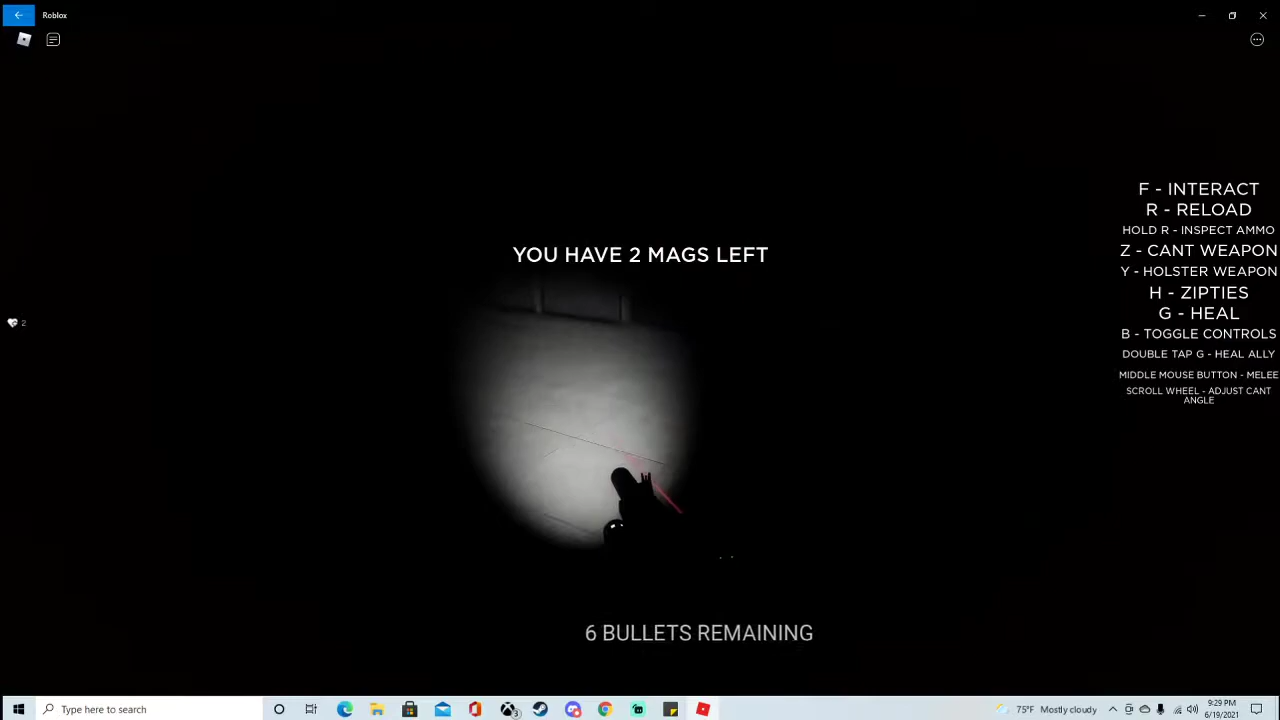 Roblox
F - INTERACT
R - RELOAD
HOLD R - INSPECT AMMO
YOU HAVE 2 MAGS LEFT
Z - CANT WEAPON
Y - HOLSTER WEAPON
H - ZIPTIES
G - HEAL
2
B - TOGGLE CONTROLS
DOUBLE TAP G - HEAL ALLY
MIDDLE MOUSE BUTTON - MELEE
SCROLL WHEEL - ADJUST CANT
ANGLE
6 BULLETS REMAINING
Type here to search
3
75°F Mostly cloudy
9:29 PM
6/19/2021